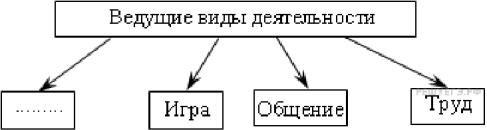 Ведущие виды деятельности
............ Игра Общение Труд